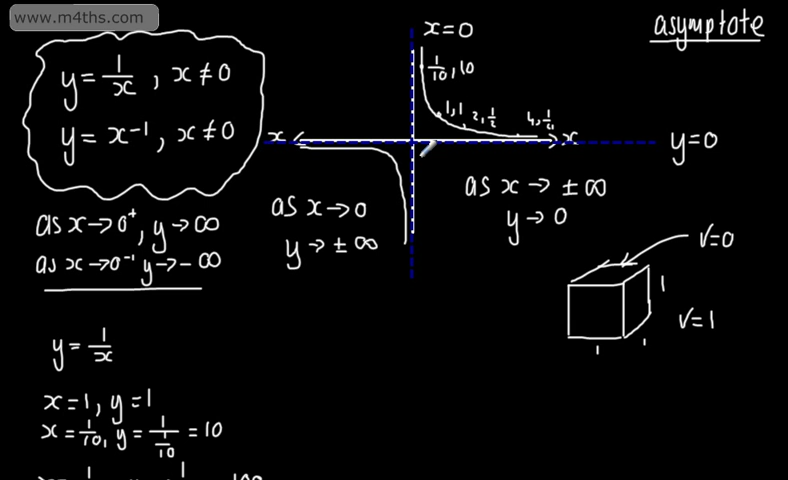 www.m4ths.com
asymptote
y = 1/x , x ≠ 0
y = x⁻¹ , x ≠ 0
as x → 0⁺, y → ∞
as x → 0⁻ y → - ∞
x = 0
1/10, 10
1, 1
2, 1/2
4, 1/4
x
x
y = 0
as x → 0
y → ± ∞
as x → ± ∞
y → 0
V = 0
1
V = 1
1
1
y = 1/x
x = 1, y = 1
x = 1/10, y = 1/(1/10) = 10